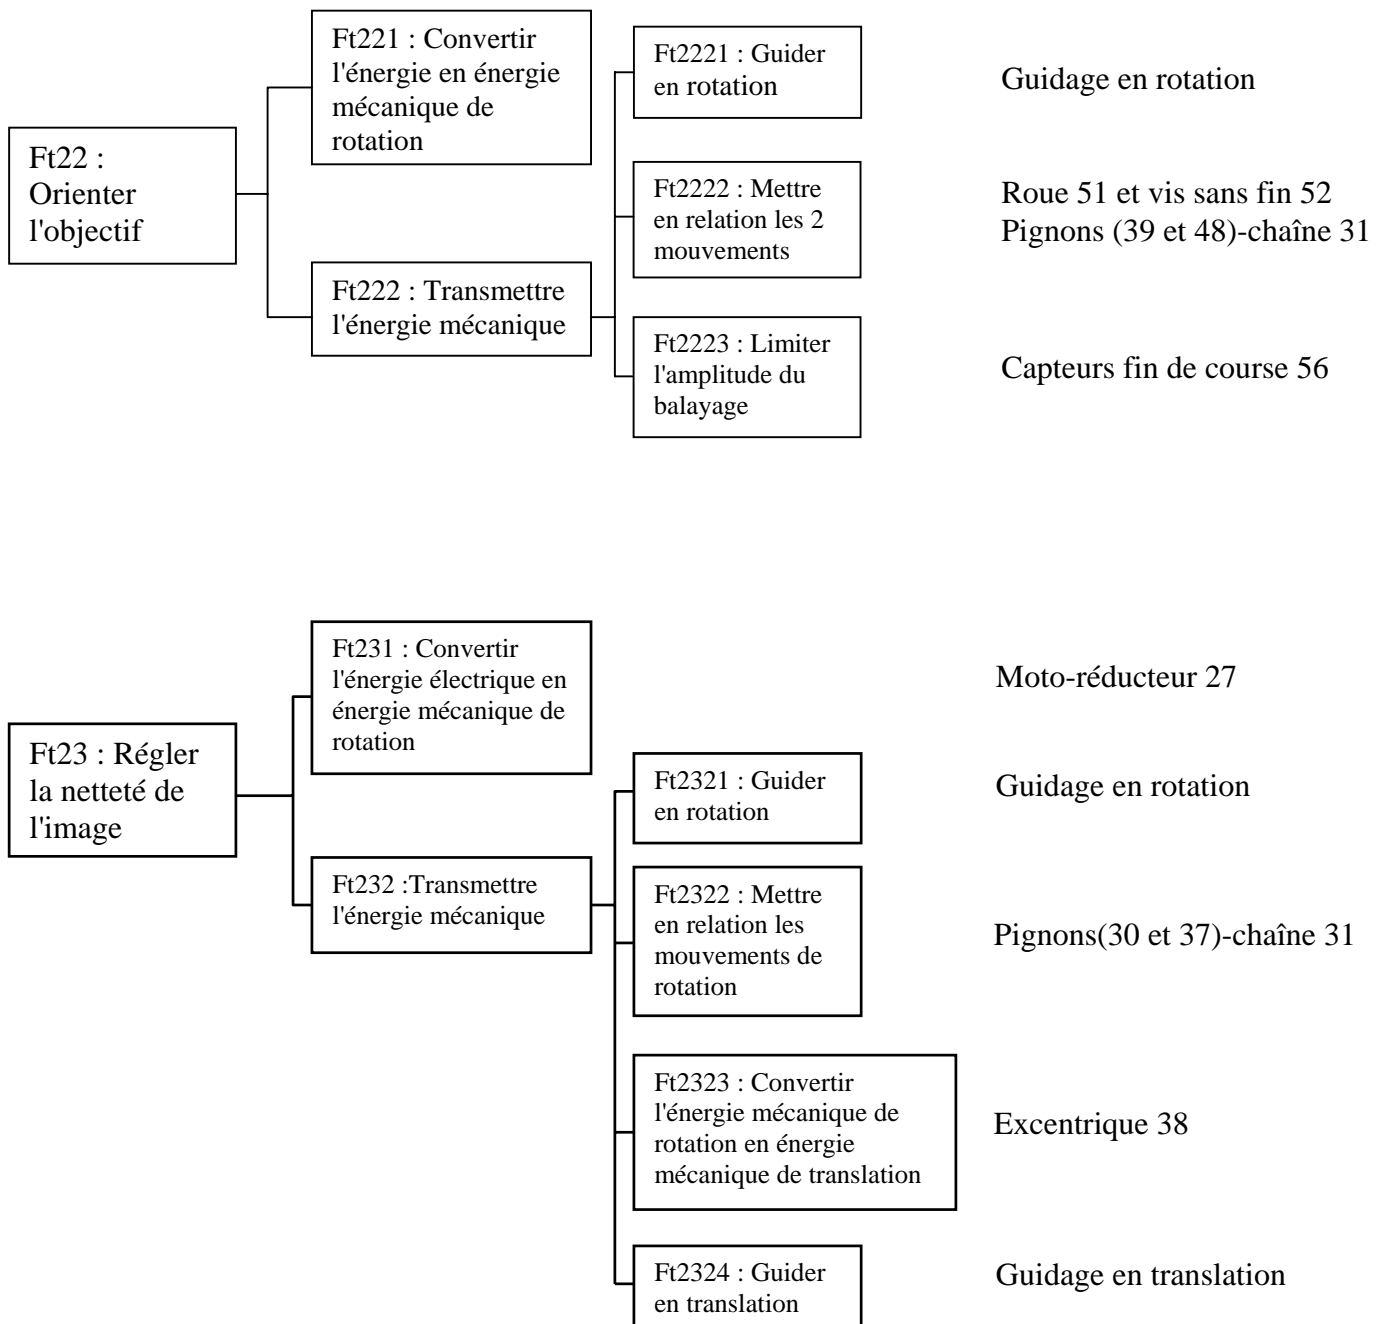 Ft22 :
Orienter
l'objectif
Ft221 : Convertir
l'énergie en énergie
mécanique de
rotation
Ft222 : Transmettre
l'énergie mécanique
Ft2221 : Guider
en rotation
Guidage en rotation
Ft2222 : Mettre
en relation les 2
mouvements
Roue 51 et vis sans fin 52
Pignons (39 et 48)-chaîne 31
Ft2223 : Limiter
l'amplitude du
balayage
Capteurs fin de course 56
Ft23 : Régler
la netteté de
l'image
Ft231 : Convertir
l'énergie électrique en
énergie mécanique de
rotation
Moto-réducteur 27
Ft232 :Transmettre
l'énergie mécanique
Ft2321 : Guider
en rotation
Guidage en rotation
Ft2322 : Mettre
en relation les
mouvements de
rotation
Pignons(30 et 37)-chaîne 31
Ft2323 : Convertir
l'énergie mécanique de
rotation en énergie
mécanique de translation
Excentrique 38
Ft2324 : Guider
en translation
Guidage en translation